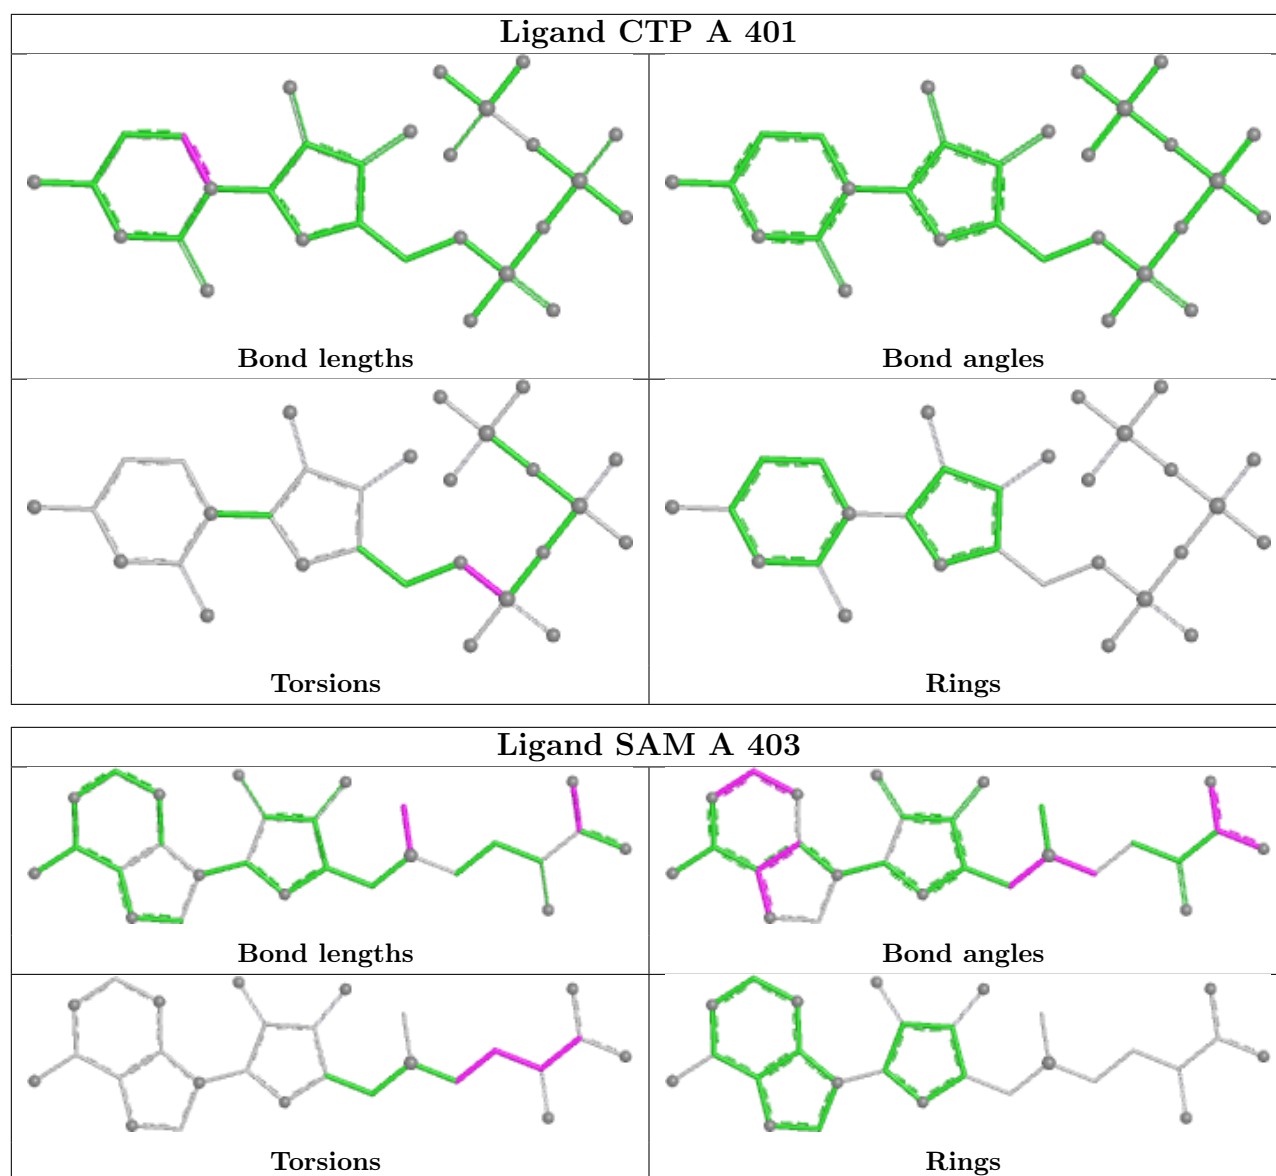 Ligand CTP A 401
Bond lengths
Bond angles
Torsions
Rings
Ligand SAM A 403
Bond lengths
Bond angles
Torsions
Rings